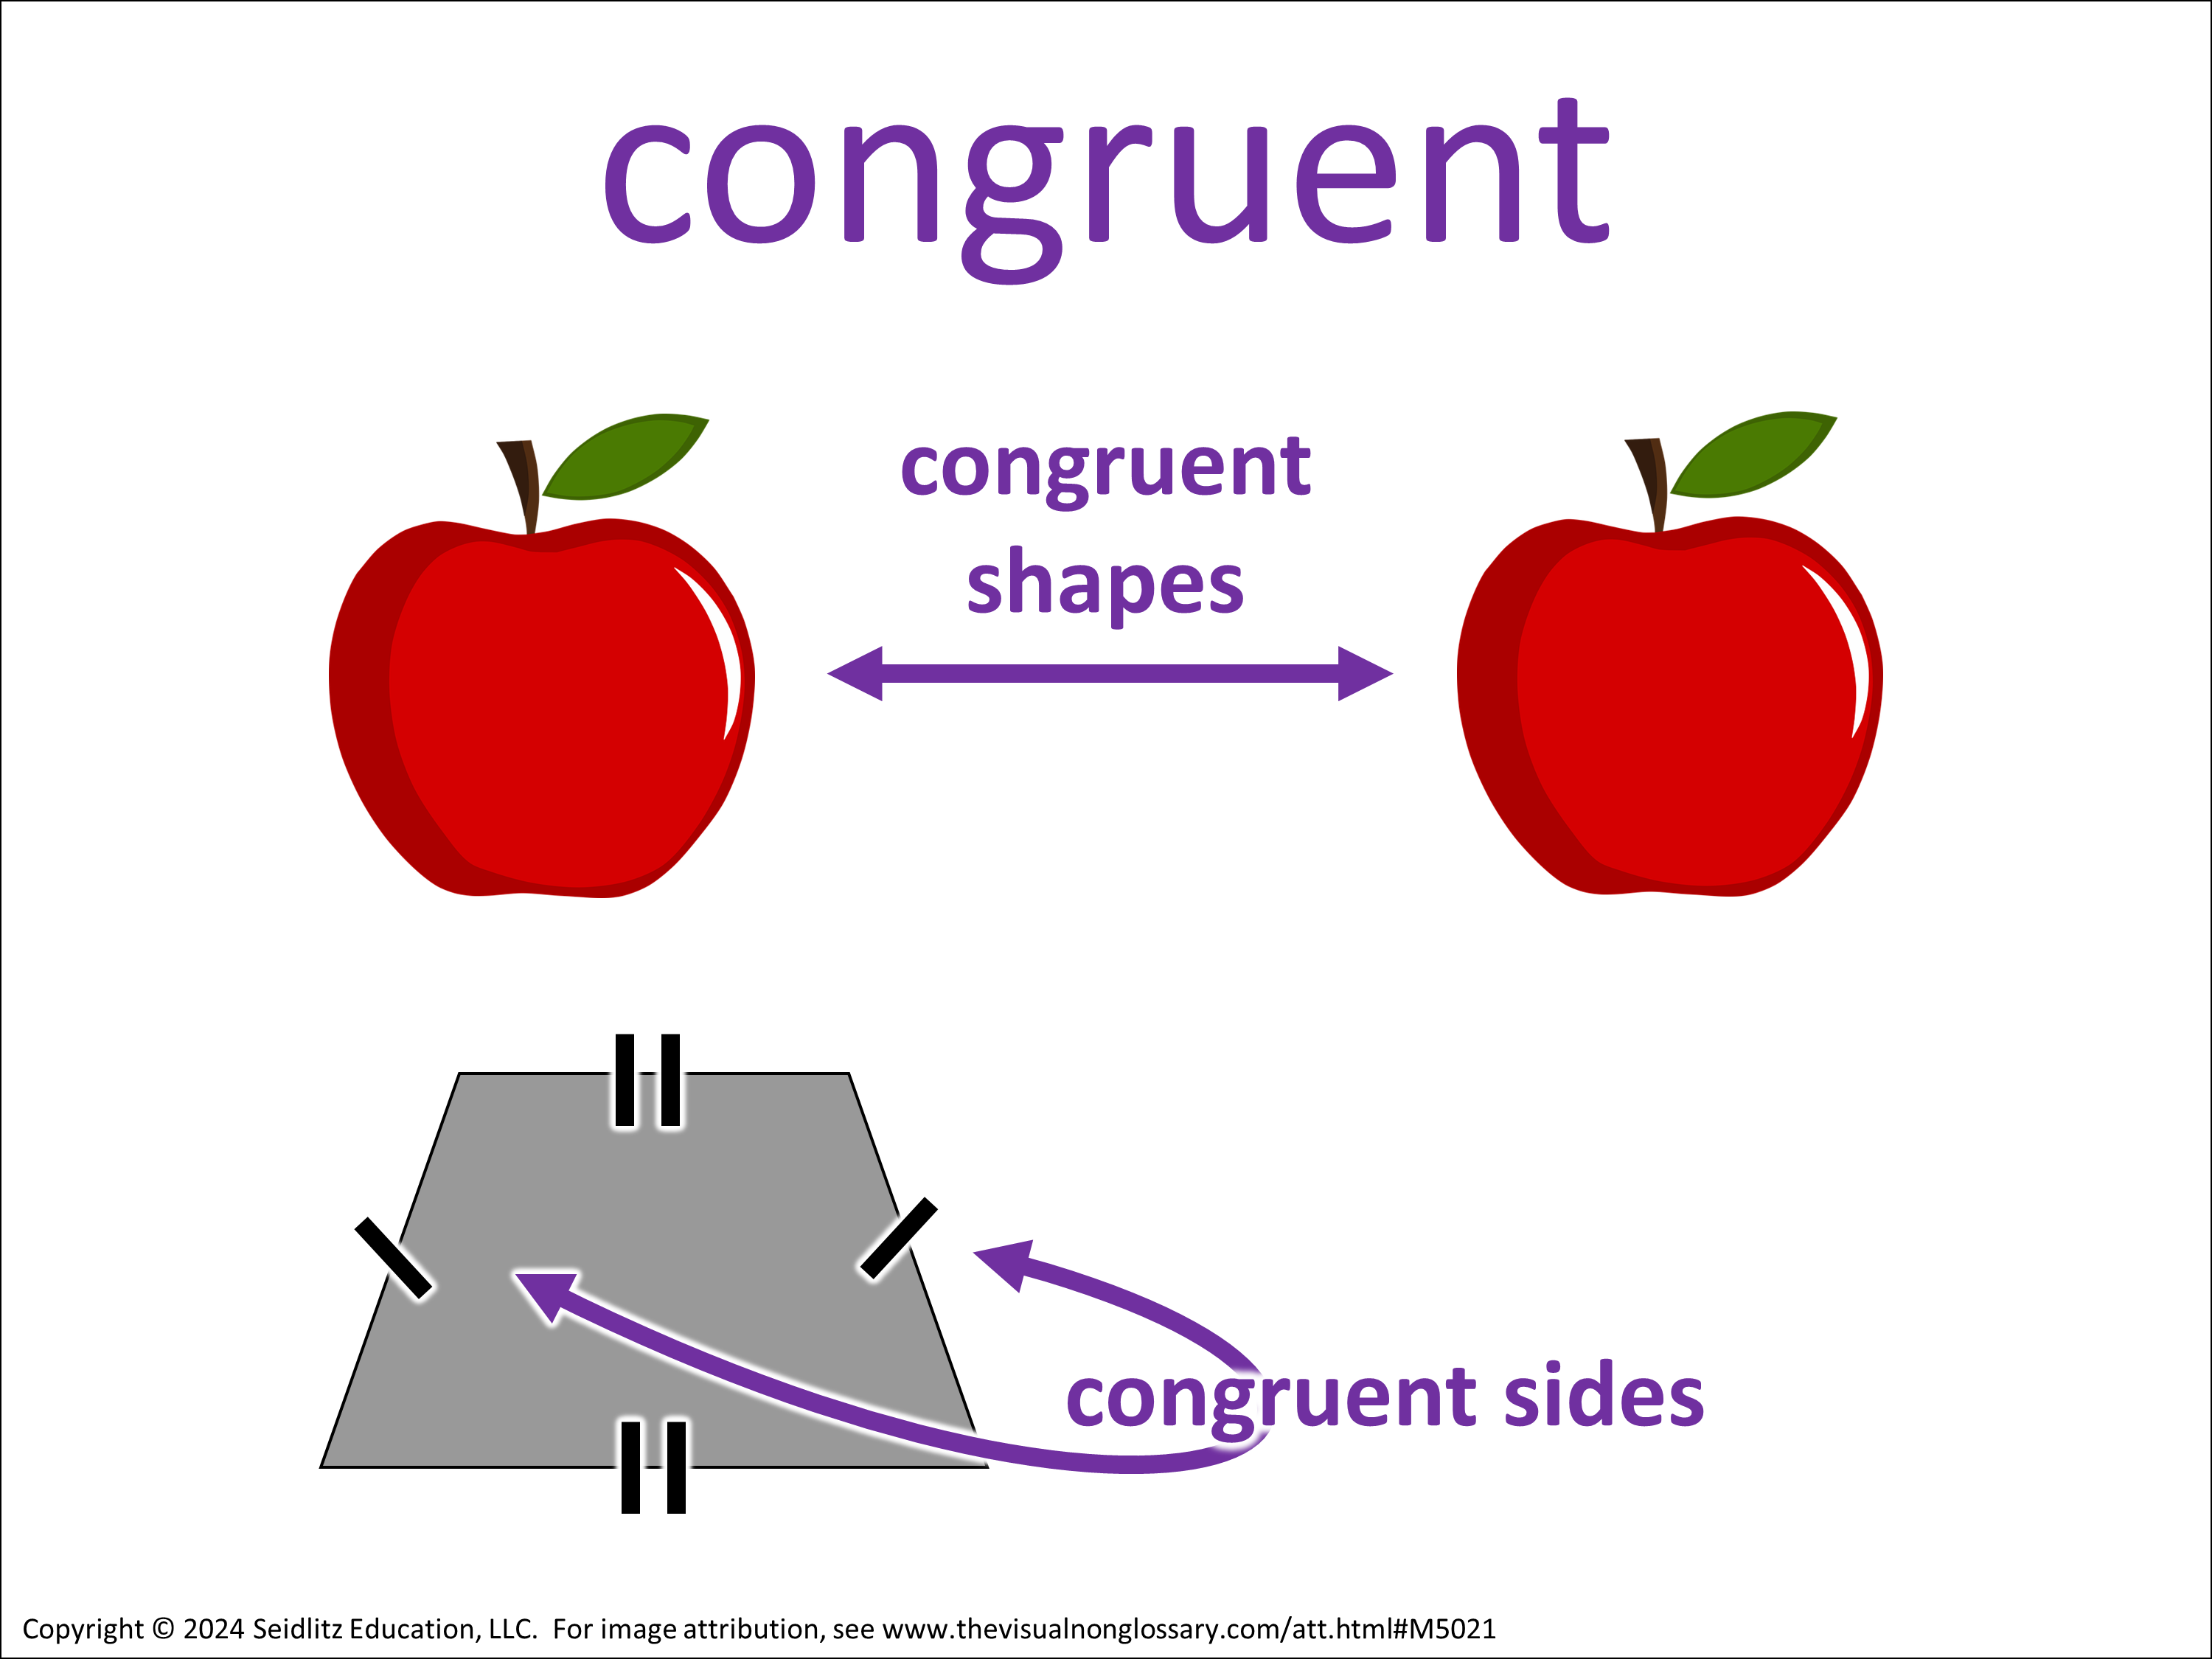 congruent
congruent
shapes
congruent sides
Copyright © 2024 Seidlitz Education, LLC.  For image attribution, see www.thevisualnonglossary.com/att.html#M5021